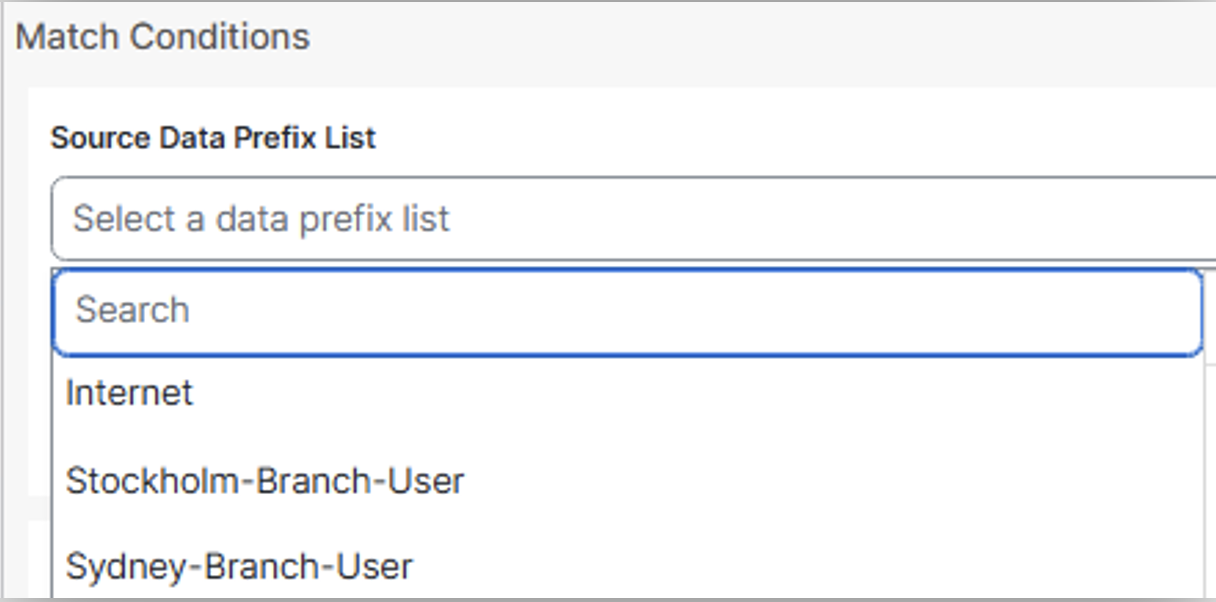 Match Conditions
Source Data Prefix List
Select a data prefix list
Search
Internet
Stockholm-Branch-User
Sydney-Branch-User